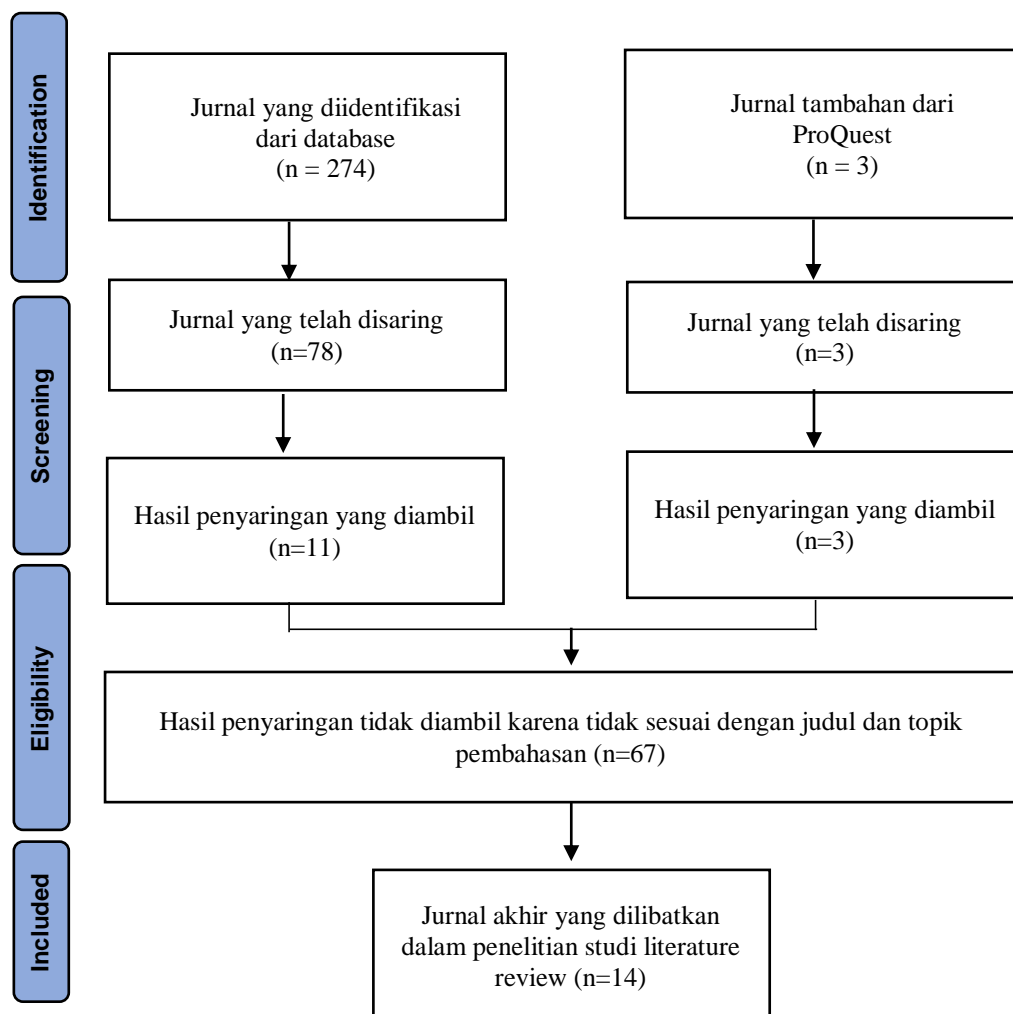 Identification
Jurnal yang diidentifikasi
dari database
(n = 274)
Jurnal tambahan dari
ProQuest
(n = 3)
Screening
Jurnal yang telah disaring
(n=78)
Jurnal yang telah disaring
(n=3)
Hasil penyaringan yang diambil
(n=11)
Hasil penyaringan yang diambil
(n=3)
Eligibility
Hasil penyaringan tidak diambil karena tidak sesuai dengan judul dan topik
pembahasan (n=67)
Included
Jurnal akhir yang dilibatkan
dalam penelitian studi literature
review (n=14)